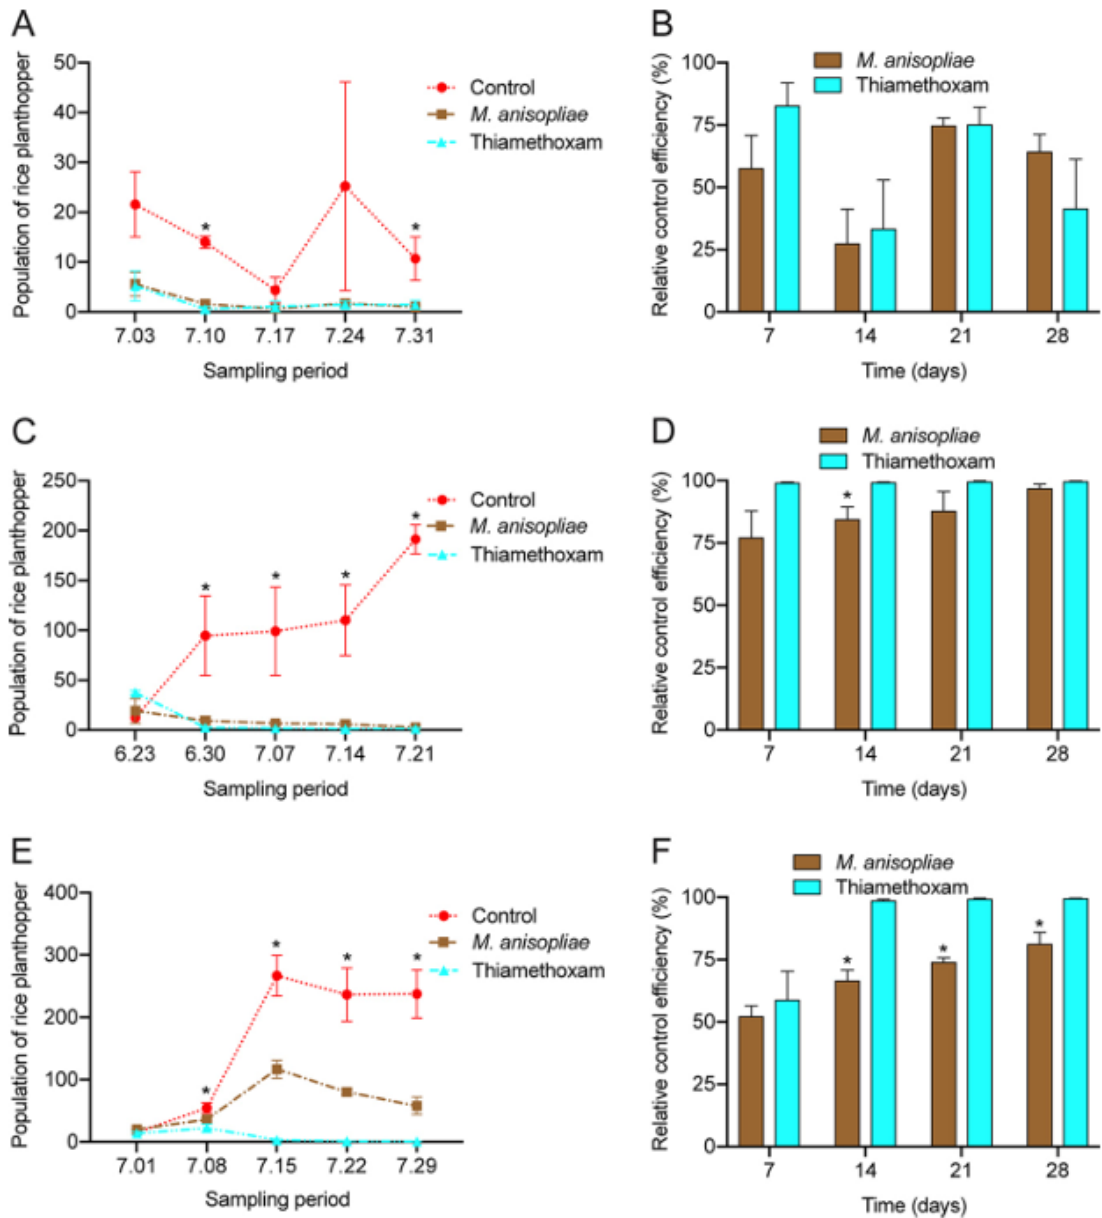 A
Population of rice planthopper
50
40
30
20
10
0
Control
M. anisopliae
Thiamethoxam
*
*
7.03 7.10 7.17 7.24 7.31
Sampling period
B
Relative control efficiency (%)
100
75
50
25
0
M. anisopliae
Thiamethoxam
7 14 21 28
Time (days)
C
Population of rice planthopper
250
200
150
100
50
0
Control
M. anisopliae
Thiamethoxam
*
*
*
*
6.23 6.30 7.07 7.14 7.21
Sampling period
D
Relative control efficiency (%)
100
75
50
25
0
M. anisopliae
Thiamethoxam
*
7 14 21 28
Time (days)
E
Population of rice planthopper
400
300
200
100
0
Control
M. anisopliae
Thiamethoxam
*
*
*
*
7.01 7.08 7.15 7.22 7.29
Sampling period
F
Relative control efficiency (%)
100
75
50
25
0
M. anisopliae
Thiamethoxam
*
*
*
7 14 21 28
Time (days)